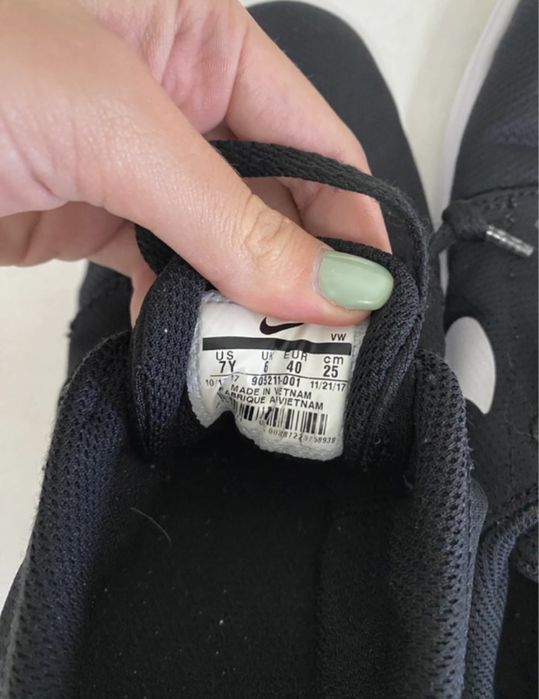 VW
US UK EUR cm
7Y 6 40 25
905211-001 11/21/17
MADE IN VIETNAM
FABRIQUE A/VIETNAM